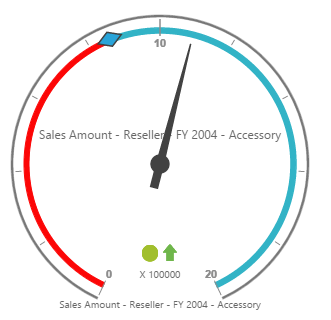 10
Sales Amount - Reseller - FY 2004 - Accessory
0
20
X 100000
Sales Amount - Reseller - FY 2004 - Accessory